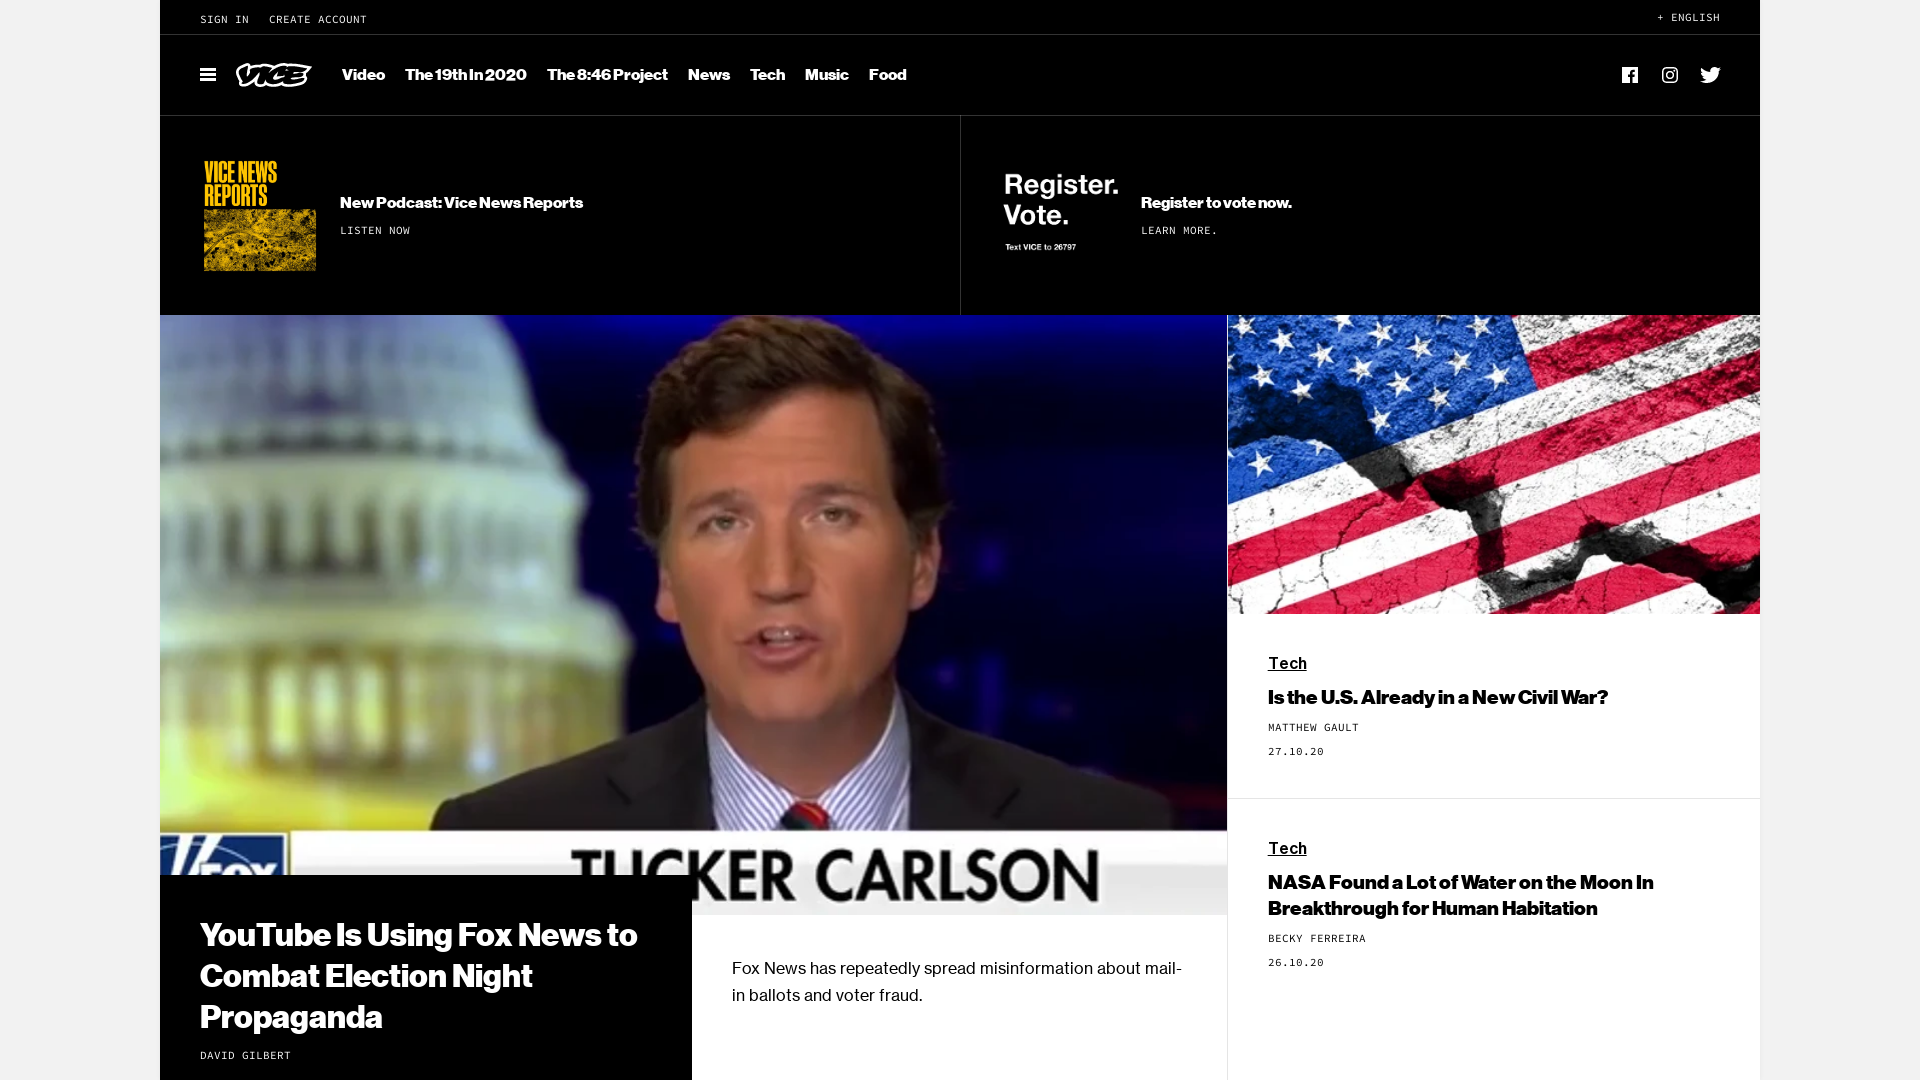 SIGN IN CREATE ACCOUNT
+ ENGLISH
VICE
Video The 19th In 2020 The 8:46 Project News Tech Music Food
VICE NEWS
REPORTS
New Podcast: Vice News Reports
LISTEN NOW
Register.
Vote.
Text VICE to 26797
Register to vote now.
LEARN MORE.
FOX
TUCKER CARLSON
YouTube Is Using Fox News to
Combat Election Night
Propaganda
DAVID GILBERT
Fox News has repeatedly spread misinformation about mail-
in ballots and voter fraud.
Tech
Is the U.S. Already in a New Civil War?
MATTHEW GAULT
27.10.20
Tech
NASA Found a Lot of Water on the Moon In
Breakthrough for Human Habitation
BECKY FERREIRA
26.10.20